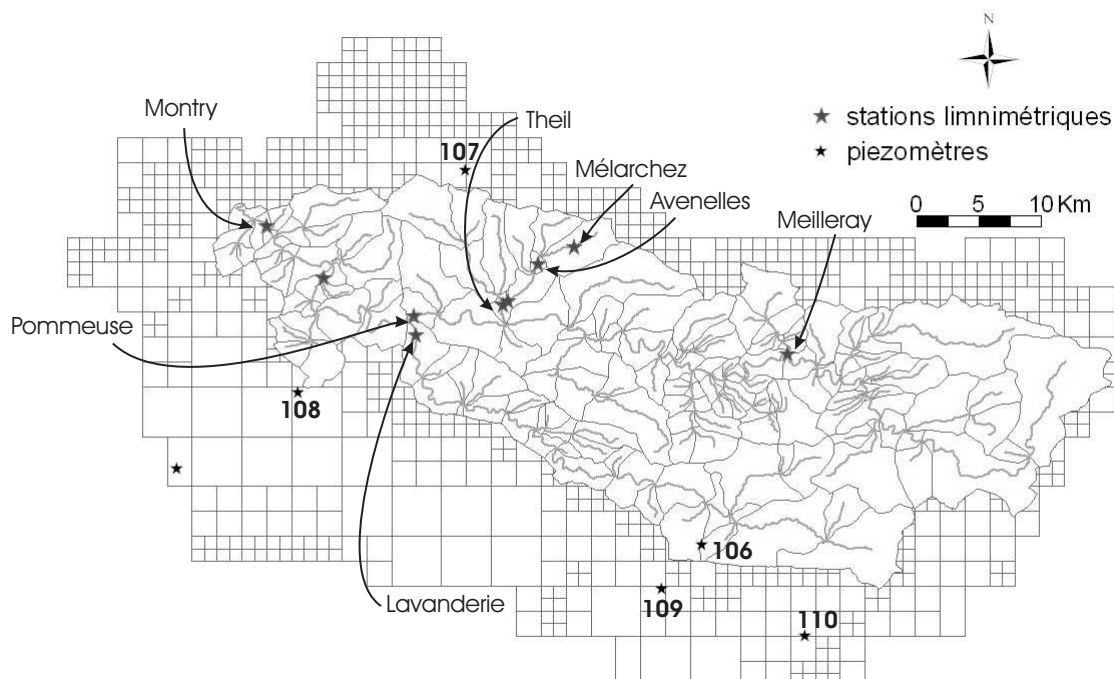 N
Montry
Theil
★ stations limnimétriques
107
★ piezomètres
Mélarchez
Avenelles
0 5 10 Km
Meilleray
Pommeuse
108
106
Lavanderie
109
110